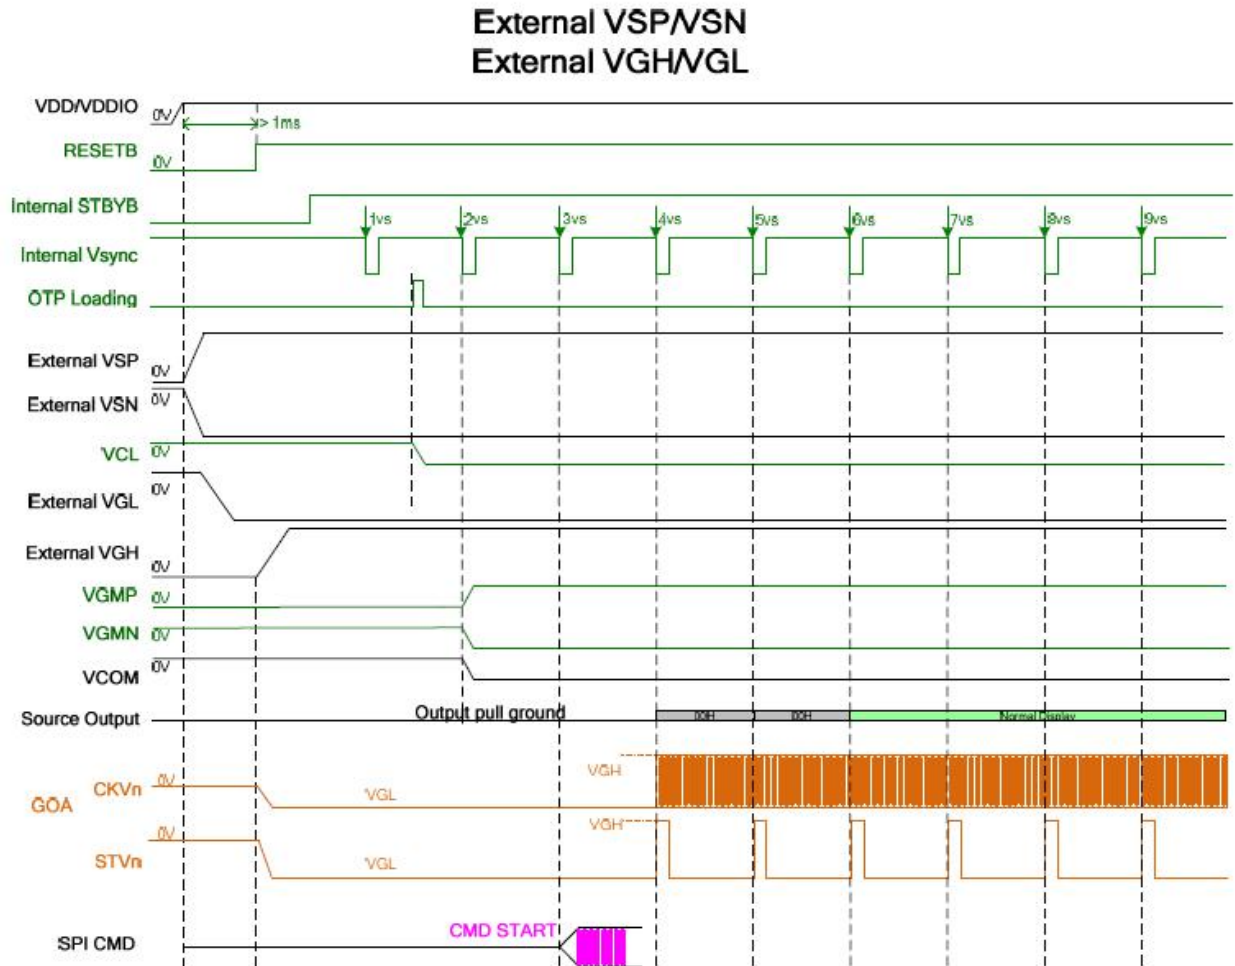 External VSP/VSN
External VGH/VGL
VDD/VDDIO 0V
> 1ms
RESETB 0V
Internal STBYB
1vs 2vs 3vs 4vs 5vs 6vs 7vs 8vs 9vs
Internal Vsync
OTP Loading
External VSP 0V
External VSN 0V
VCL 0V
External VGL 0V
External VGH 0V
VGMP 0V
VGMN 0V
VCOM 0V
Source Output Output pull ground 00H 00H Normal Display
GOA
CKVn 0V VGL VGH
STVn 0V VGL VGH
SPI CMD CMD START